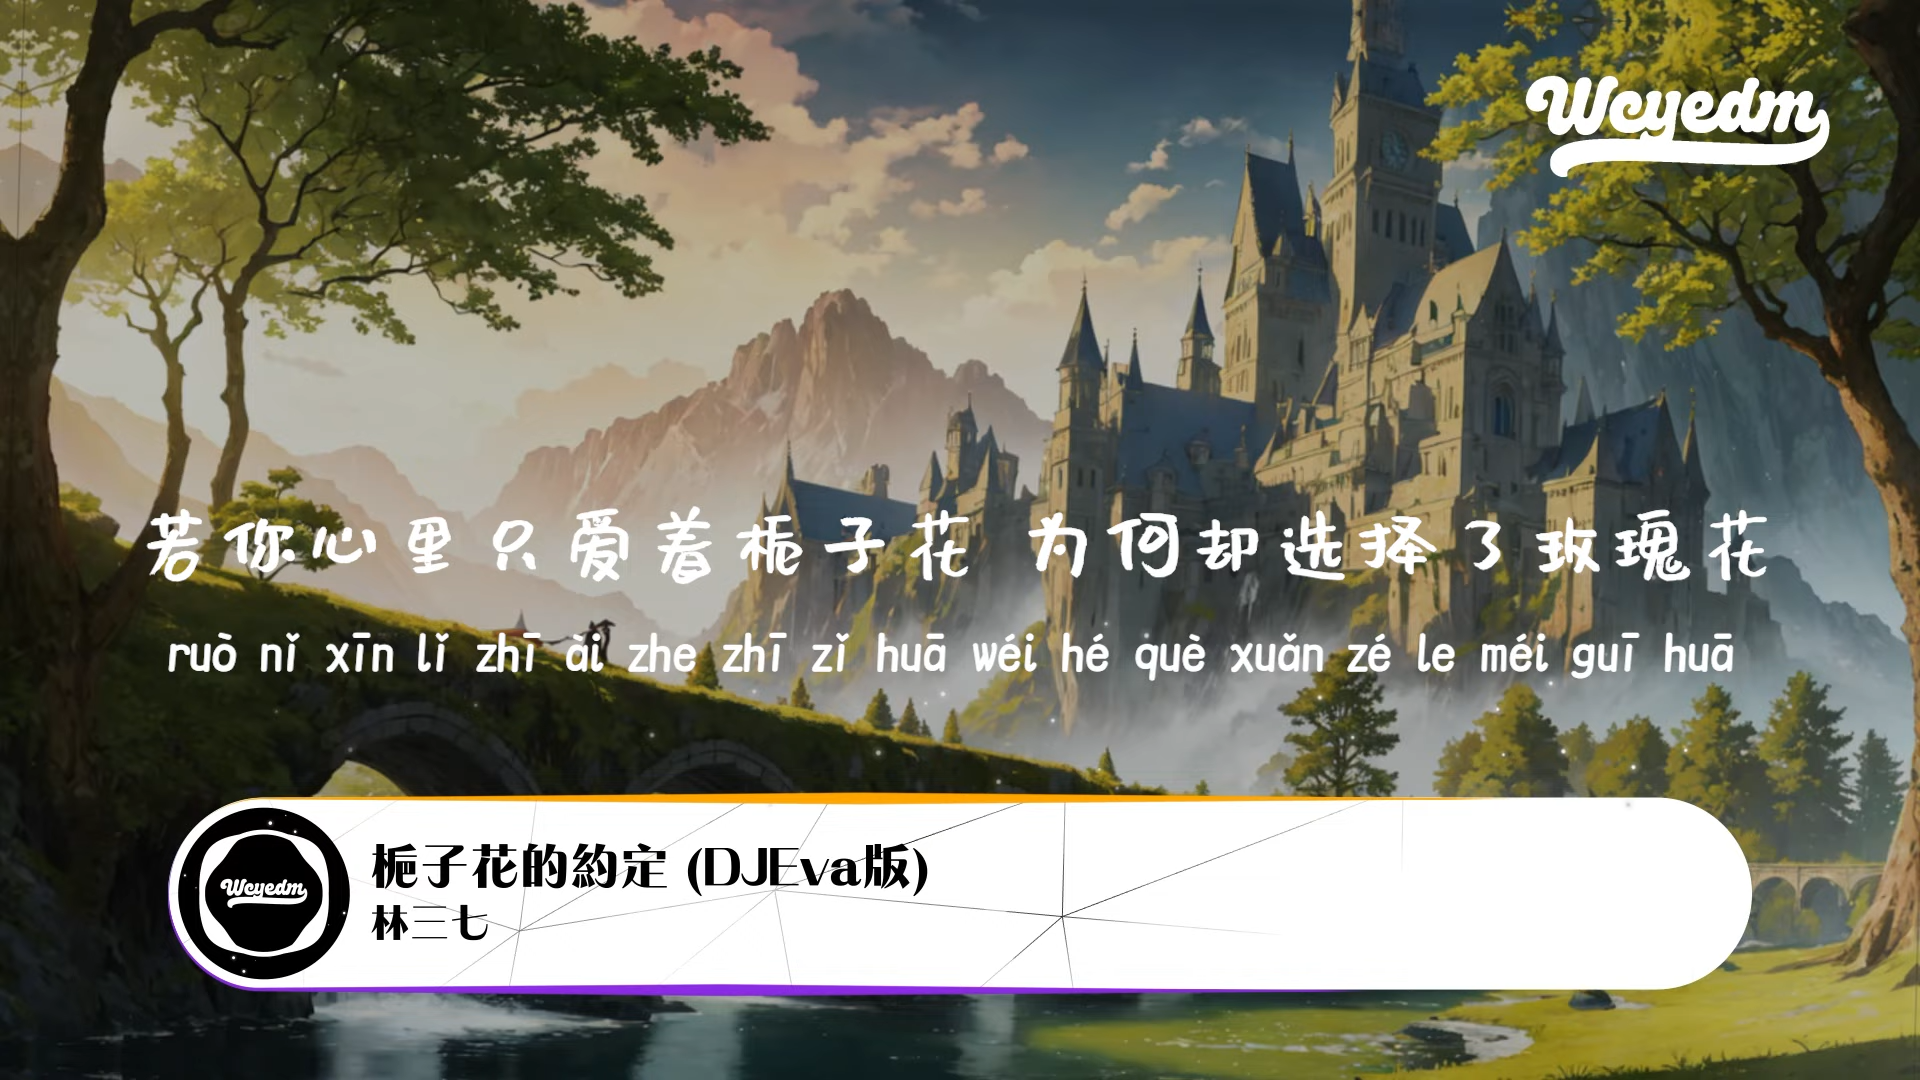 Wcyedm
若你心里只爱着栀子花 为何却选择了玫瑰花
ruò nǐ xīn lǐ zhī ài zhe zhī zǐ huā wéi hé què xuǎn zé le méi guī huā
Wcyedm
梔子花的約定 (DJEva版)
林三七